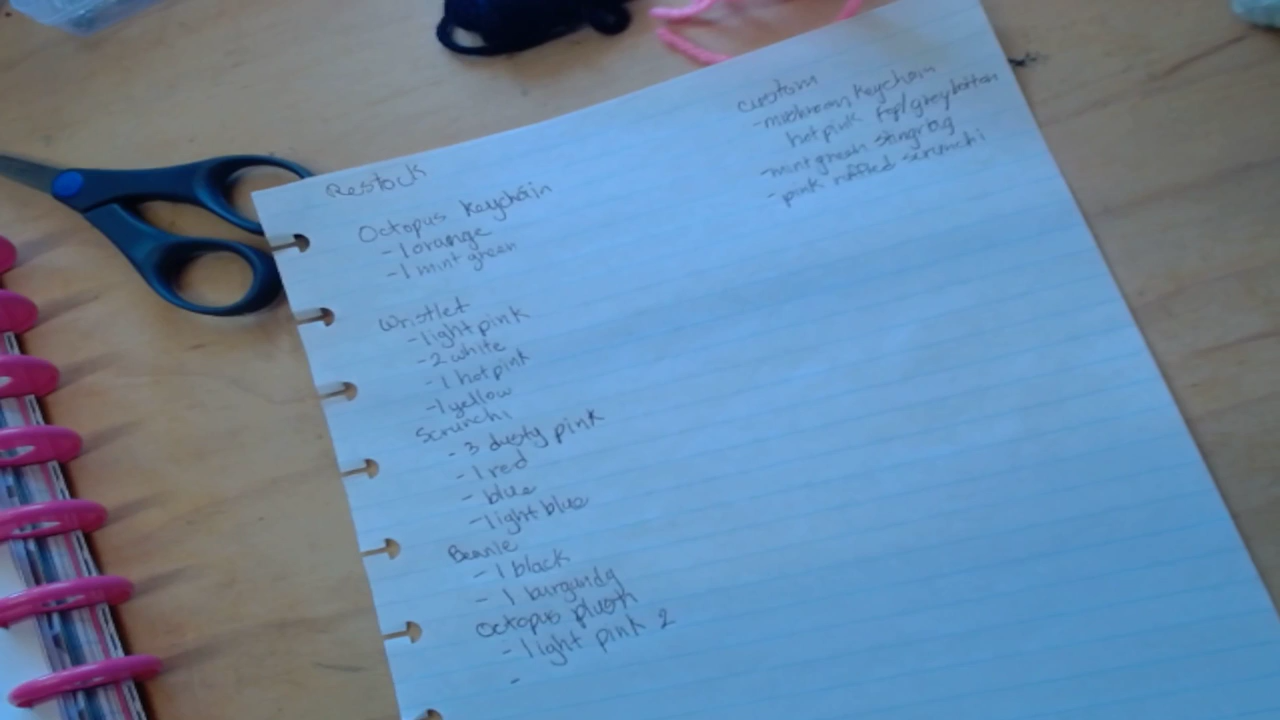 Restock
Octopus Keychain
- 1 orange
- 1 mint green
Wristlet
- light pink
- 2 white
- 1 hot pink
- 1 yellow
Scrunchi
- 3 dusty pink
- 1 red
- blue
- light blue
Beanie
- 1 black
- 1 burgundy
Octopus plush
- light pink 2
-
custom
- mushroom keychain
hot pink top/grey bottom
- mint green stingray
- pink ruffled scrunchi